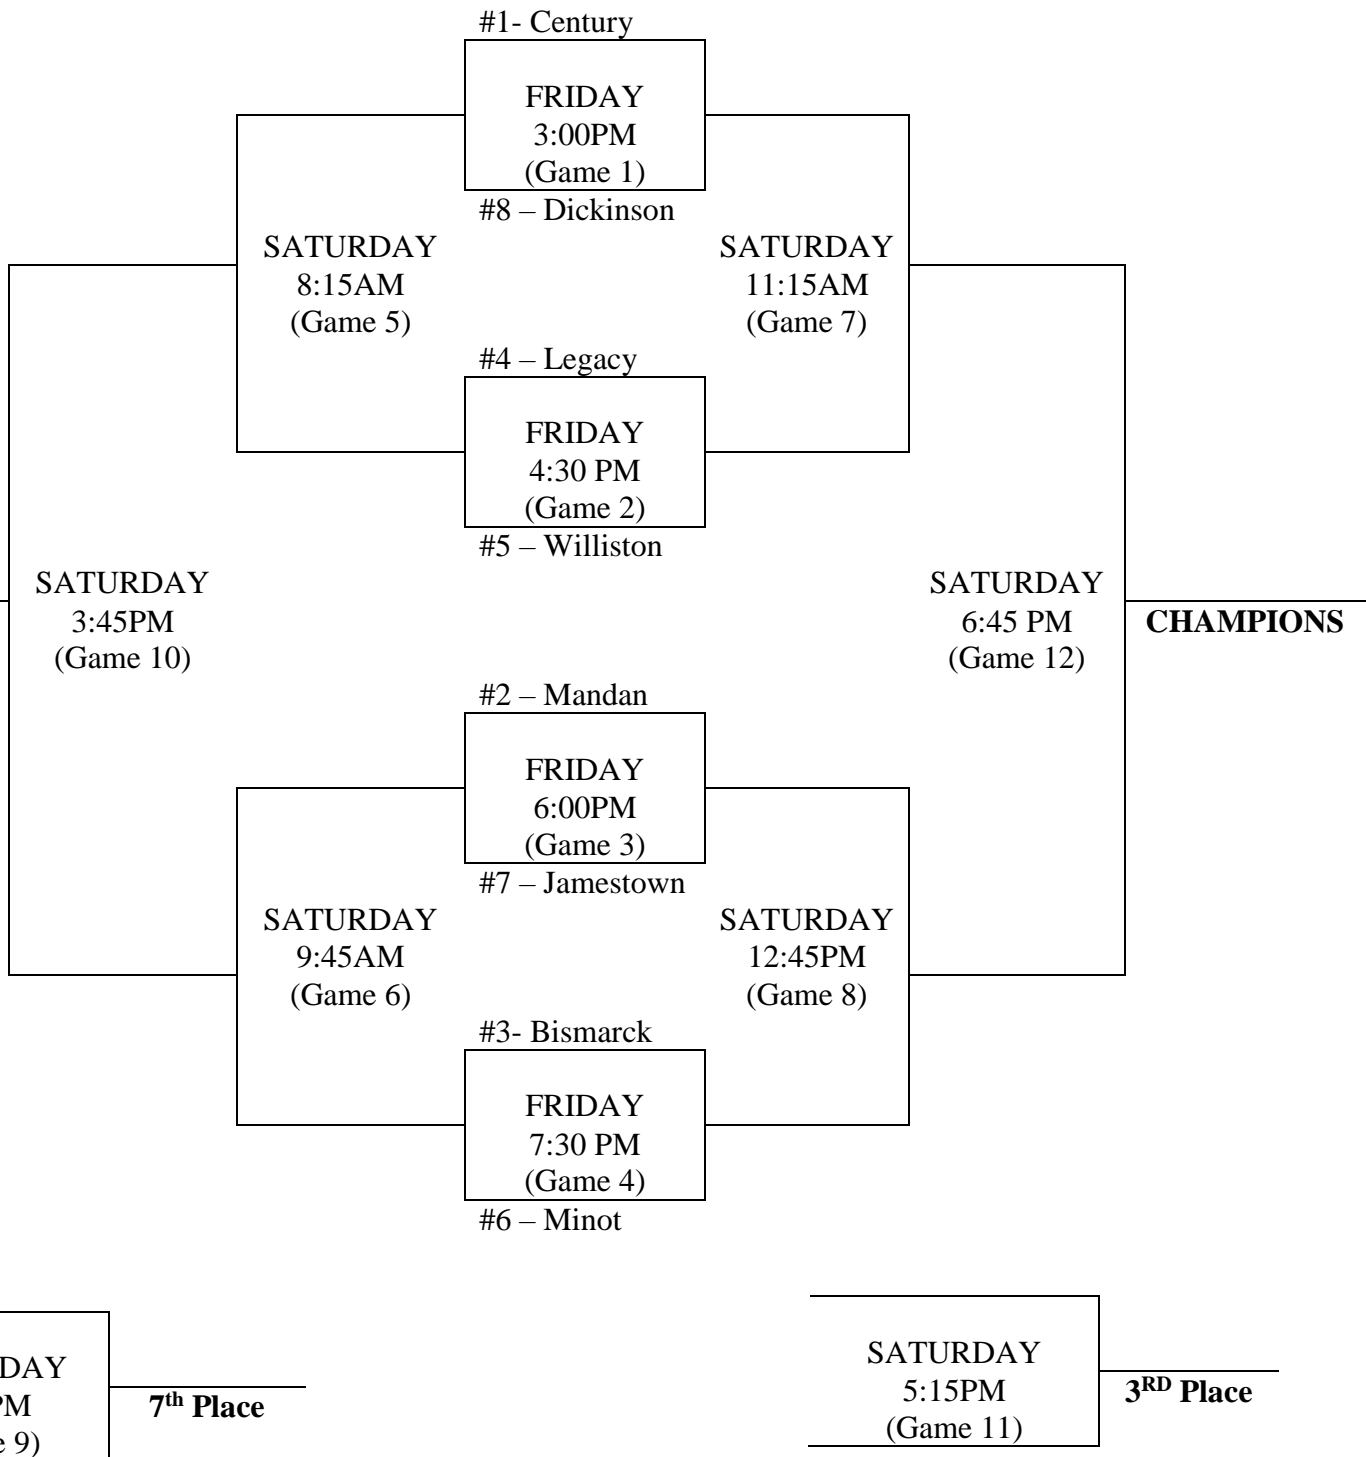 #1- Century
FRIDAY
3:00PM
(Game 1)
#8 – Dickinson
SATURDAY
8:15AM
(Game 5)
SATURDAY
11:15AM
(Game 7)
#4 – Legacy
FRIDAY
4:30 PM
(Game 2)
#5 – Williston
SATURDAY
3:45PM
(Game 10)
SATURDAY
6:45 PM
(Game 12)
CHAMPIONS
#2 – Mandan
FRIDAY
6:00PM
(Game 3)
#7 – Jamestown
SATURDAY
9:45AM
(Game 6)
SATURDAY
12:45PM
(Game 8)
#3- Bismarck
FRIDAY
7:30 PM
(Game 4)
#6 – Minot
DAY
PM
e 9)
7th Place
SATURDAY
5:15PM
(Game 11)
3RD Place